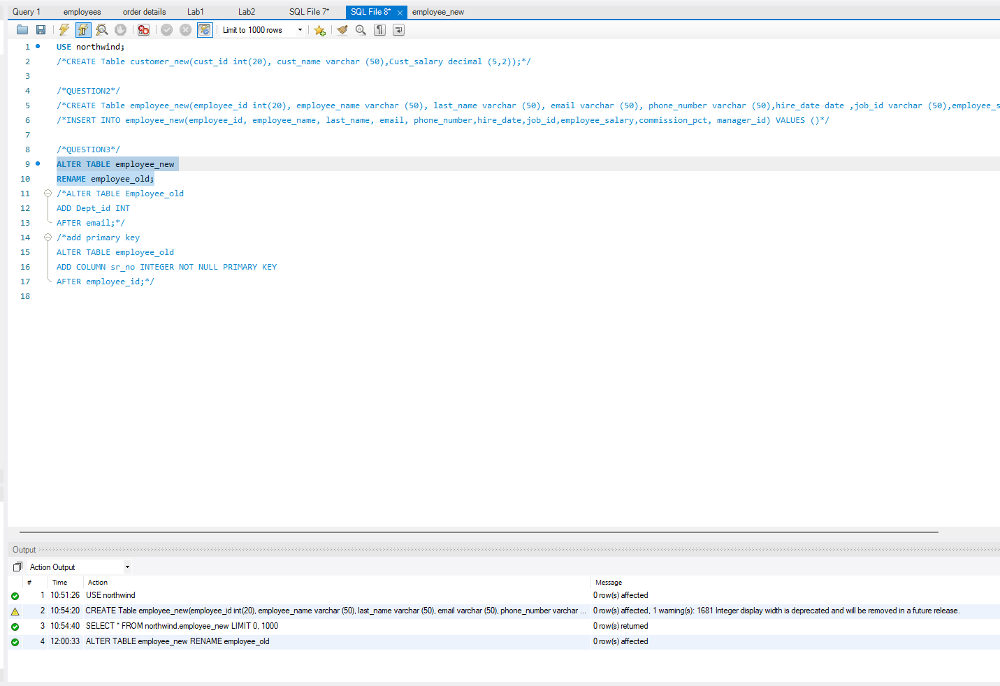 Query 1 employees order details Lab1 Lab2 SQL File 7* SQL File 8* employee_new
Limit to 1000 rows
1 USE northwind;
2 /*CREATE Table customer_new(cust_id int(20), cust_name varchar (50),Cust_salary decimal (5,2));*/
3
4 /*QUESTION2*/
5 /*CREATE Table employee_new(employee_id int(20), employee_name varchar (50), last_name varchar (50), email varchar (50), phone_number varchar (50),hire_date date ,job_id varchar (50),employee_s
6 /*INSERT INTO employee_new(employee_id, employee_name, last_name, email, phone_number,hire_date,job_id,employee_salary,commission_pct, manager_id) VALUES ()*/
7
8 /*QUESTION3*/
9 ALTER TABLE employee_new
10 RENAME employee_old;
11 /*ALTER TABLE Employee_old
12 ADD Dept_id INT
13 AFTER email;*/
14 /*add primary key
15 ALTER TABLE employee_old
16 ADD COLUMN sr_no INTEGER NOT NULL PRIMARY KEY
17 AFTER employee_id;*/
18
Output
Action Output
# Time Action Message
1 10:51:26 USE northwind 0 row(s) affected
2 10:54:20 CREATE Table employee_new(employee_id int(20), employee_name varchar (50), last_name varchar (50), email varchar (50), phone_number varchar ... 0 row(s) affected, 1 warning(s): 1681 Integer display width is deprecated and will be removed in a future release.
3 10:54:40 SELECT * FROM northwind.employee_new LIMIT 0, 1000 0 row(s) returned
4 12:00:33 ALTER TABLE employee_new RENAME employee_old 0 row(s) affected